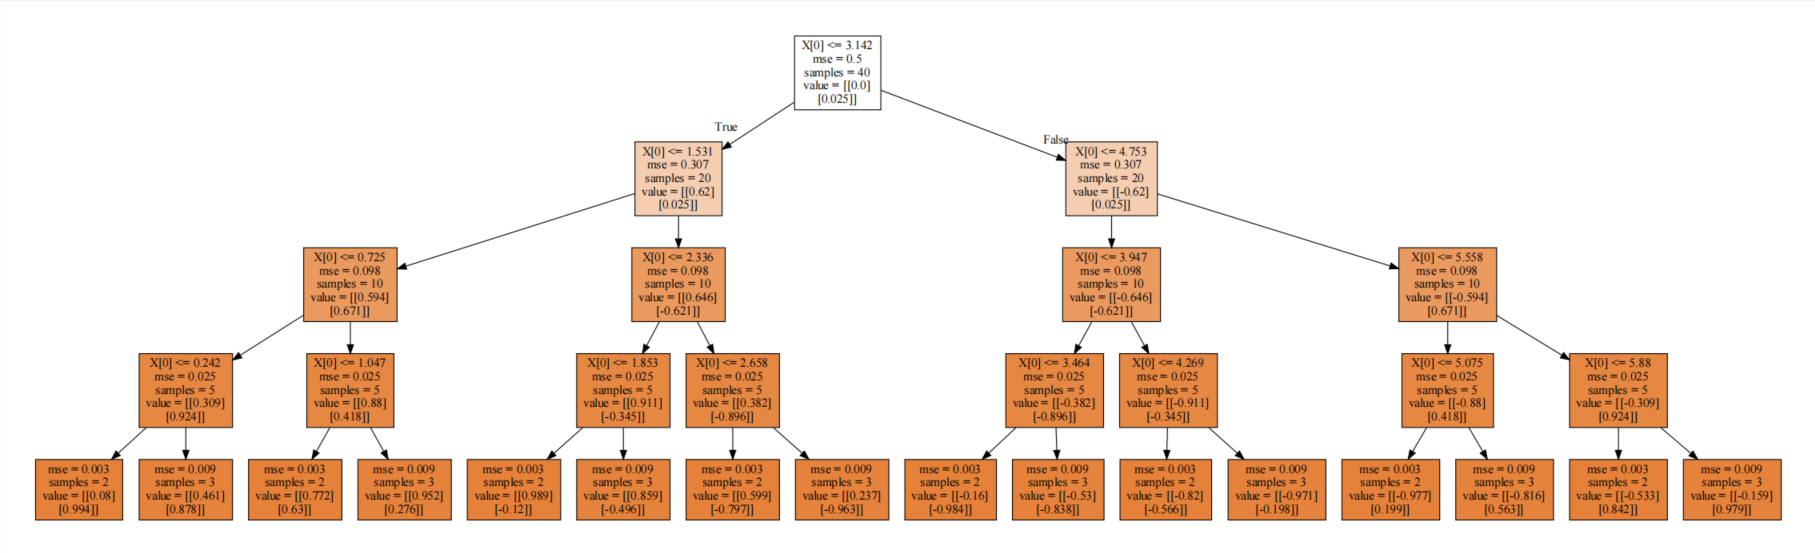 X[0] <= 3.142
mse = 0.5
samples = 40
value = [[0.0]
[0.025]]
True
False
X[0] <= 1.531
mse = 0.307
samples = 20
value = [[0.62]
[0.025]]
X[0] <= 4.753
mse = 0.307
samples = 20
value = [[-0.62]
[0.025]]
X[0] <= 0.725
mse = 0.098
samples = 10
value = [[0.594]
[0.671]]
X[0] <= 2.336
mse = 0.098
samples = 10
value = [[0.646]
[-0.621]]
X[0] <= 3.947
mse = 0.098
samples = 10
value = [[-0.646]
[-0.621]]
X[0] <= 5.558
mse = 0.098
samples = 10
value = [[-0.594]
[0.671]]
X[0] <= 0.242
mse = 0.025
samples = 5
value = [[0.309]
[0.924]]
X[0] <= 1.047
mse = 0.025
samples = 5
value = [[0.88]
[0.418]]
X[0] <= 1.853
mse = 0.025
samples = 5
value = [[0.911]
[-0.345]]
X[0] <= 2.658
mse = 0.025
samples = 5
value = [[0.382]
[-0.896]]
X[0] <= 3.464
mse = 0.025
samples = 5
value = [[-0.382]
[-0.896]]
X[0] <= 4.269
mse = 0.025
samples = 5
value = [[-0.911]
[-0.345]]
X[0] <= 5.075
mse = 0.025
samples = 5
value = [[-0.88]
[0.418]]
X[0] <= 5.88
mse = 0.025
samples = 5
value = [[-0.309]
[0.924]]
mse = 0.003
samples = 2
value = [[0.08]
[0.994]]
mse = 0.009
samples = 3
value = [[0.461]
[0.878]]
mse = 0.003
samples = 2
value = [[0.772]
[0.63]]
mse = 0.009
samples = 3
value = [[0.952]
[0.276]]
mse = 0.003
samples = 2
value = [[0.989]
[-0.12]]
mse = 0.009
samples = 3
value = [[0.859]
[-0.496]]
mse = 0.003
samples = 2
value = [[0.599]
[-0.797]]
mse = 0.009
samples = 3
value = [[0.237]
[-0.963]]
mse = 0.003
samples = 2
value = [[-0.16]
[-0.984]]
mse = 0.009
samples = 3
value = [[-0.53]
[-0.838]]
mse = 0.003
samples = 2
value = [[-0.82]
[-0.566]]
mse = 0.009
samples = 3
value = [[-0.971]
[-0.198]]
mse = 0.003
samples = 2
value = [[-0.977]
[0.199]]
mse = 0.009
samples = 3
value = [[-0.816]
[0.563]]
mse = 0.003
samples = 2
value = [[-0.533]
[0.842]]
mse = 0.009
samples = 3
value = [[-0.159]
[0.979]]